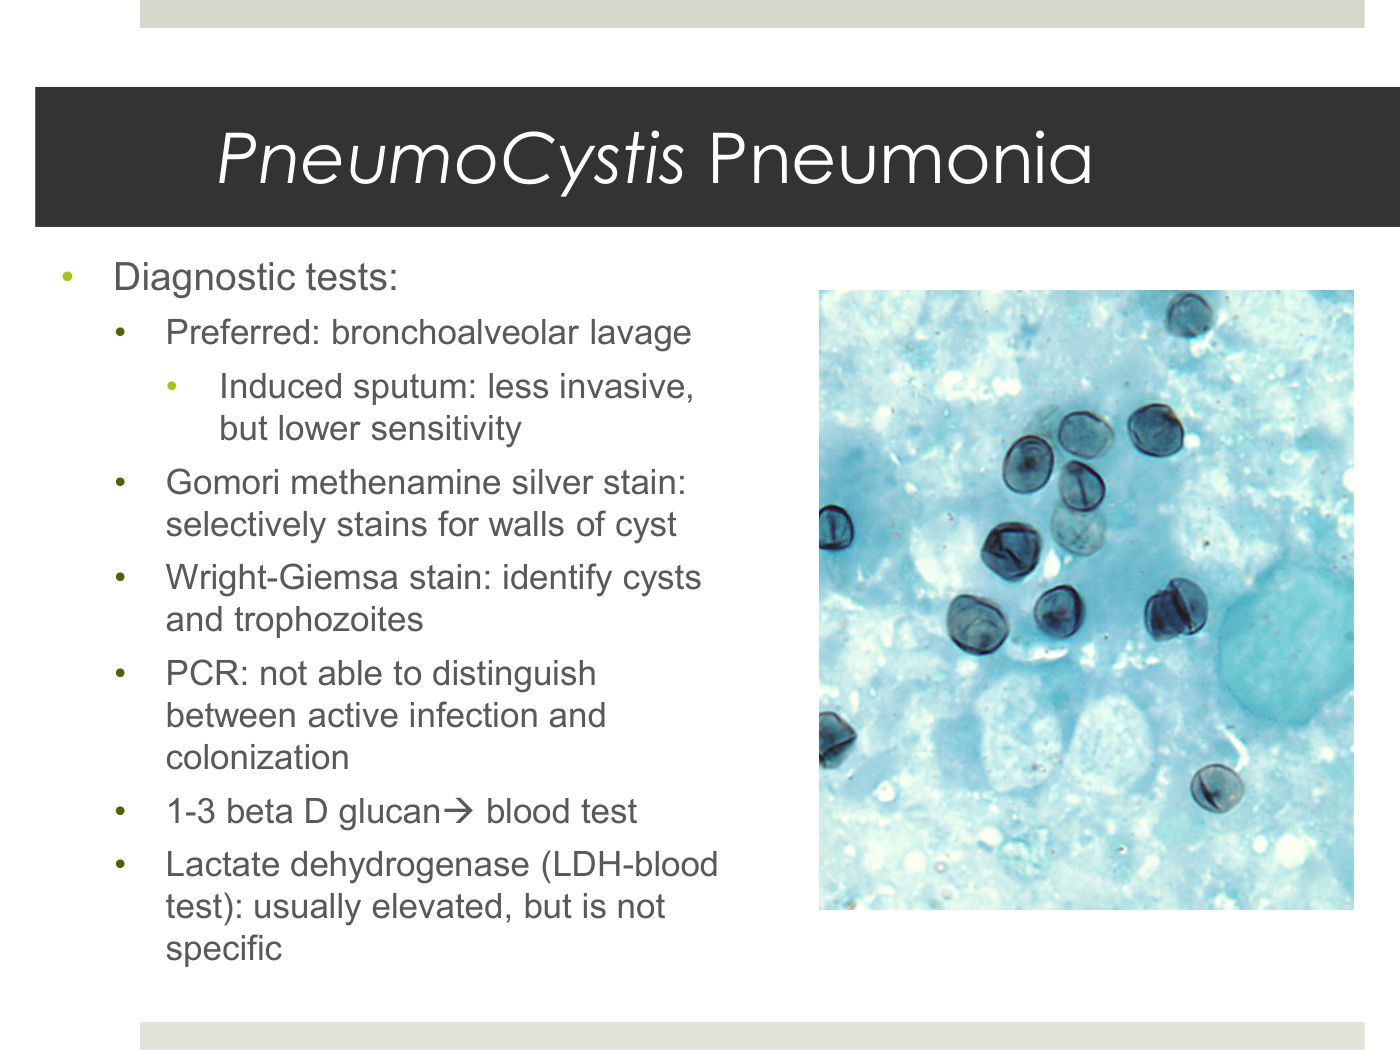 PneumoCystis Pneumonia
• Diagnostic tests:
• Preferred: bronchoalveolar lavage
• Induced sputum: less invasive,
but lower sensitivity
• Gomori methenamine silver stain:
selectively stains for walls of cyst
• Wright-Giemsa stain: identify cysts
and trophozoites
• PCR: not able to distinguish
between active infection and
colonization
• 1-3 beta D glucan→ blood test
• Lactate dehydrogenase (LDH-blood
test): usually elevated, but is not
specific